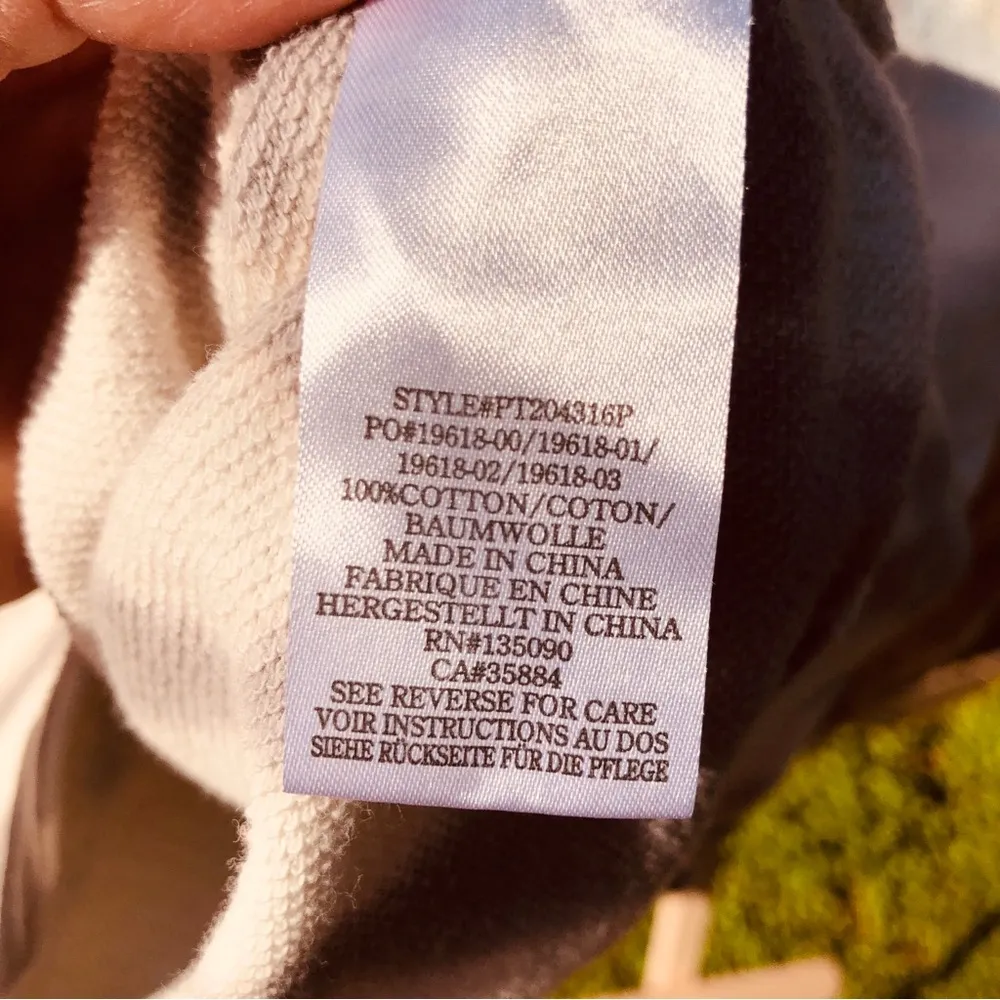 STYLE#PT204316P
PO#19618-00/19618-01/
19618-02/19618-03
100%COTTON/COTON/
BAUMWOLLE
MADE IN CHINA
FABRIQUE EN CHINE
HERGESTELLT IN CHINA
RN#135090
CA#35884
SEE REVERSE FOR CARE
VOIR INSTRUCTIONS AU DOS
SIEHE RÜCKSEITE FÜR DIE PFLEGE